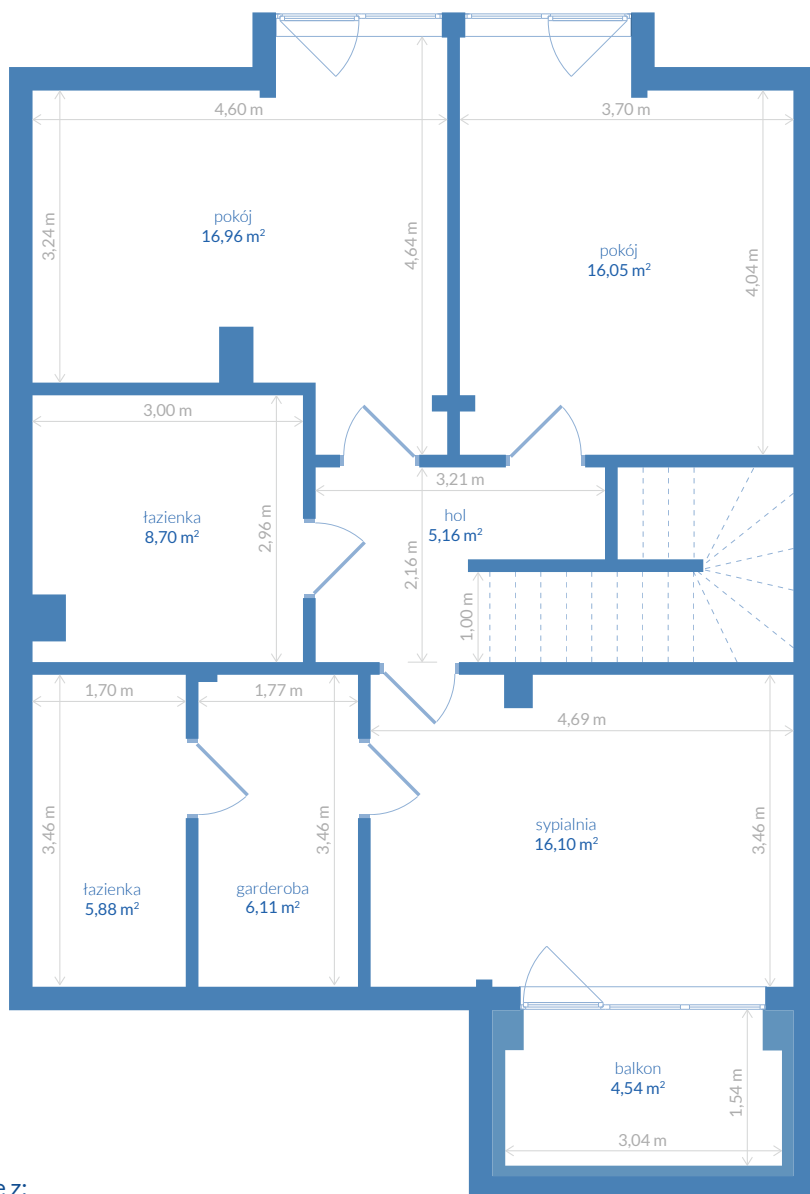 4,60 m
3,70 m
3,24 m
4,64 m
4,04 m
pokój
16,96 m²
pokój
16,05 m²
3,00 m
2,96 m
łazienka
8,70 m²
3,21 m
hol
5,16 m²
2,16 m
1,00 m
1,70 m
1,77 m
4,69 m
3,46 m
3,46 m
3,46 m
sypialnia
16,10 m²
łazienka
5,88 m²
garderoba
6,11 m²
balkon
4,54 m²
1,54 m
3,04 m
z: